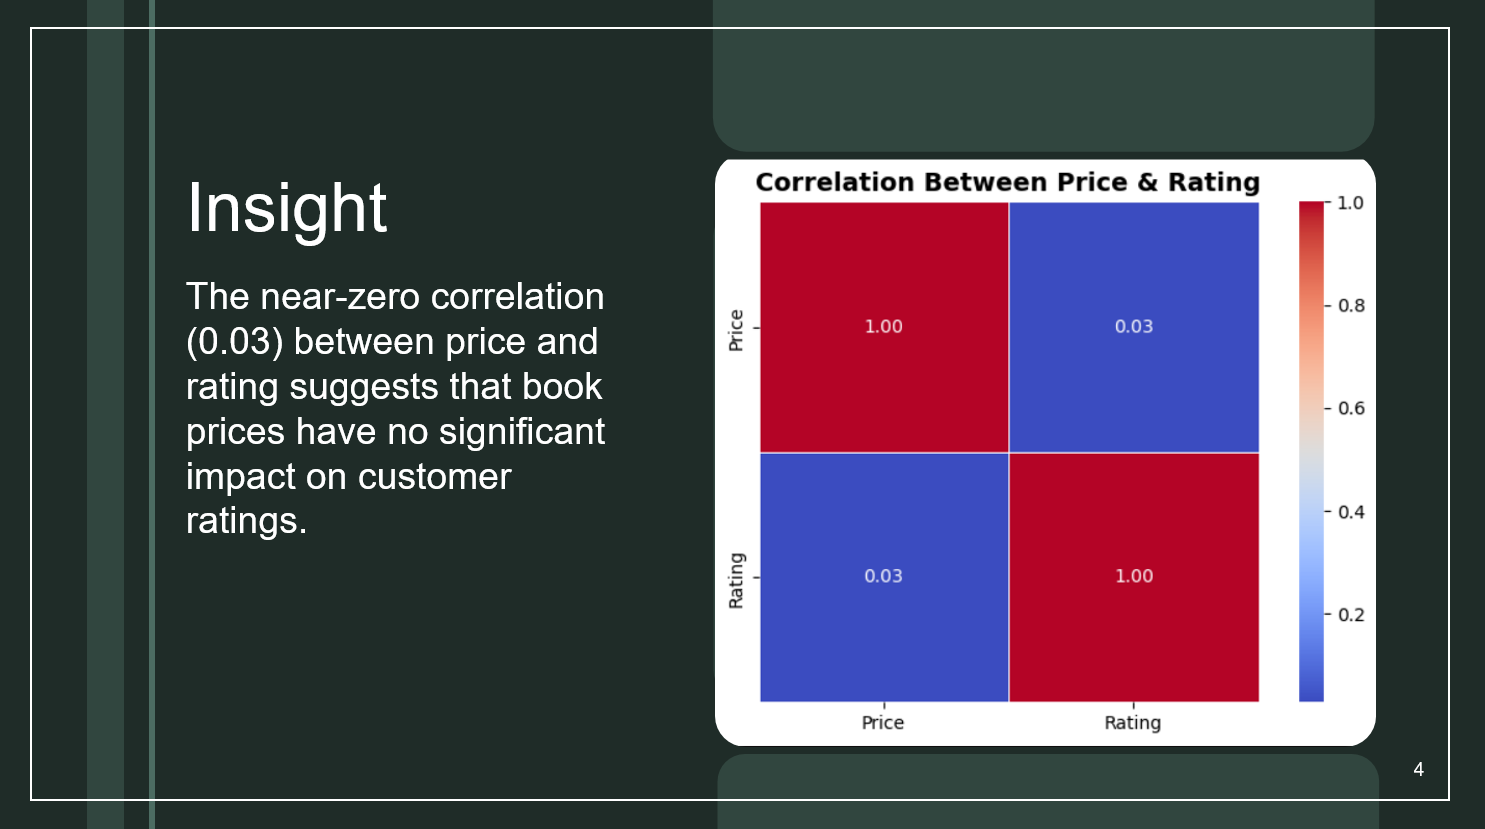 Insight
The near-zero correlation
(0.03) between price and
rating suggests that book
prices have no significant
impact on customer
ratings.
Correlation Between Price & Rating
Price
Rating
1.00
0.03
0.03
1.00
Price
Rating
1.0
0.8
0.6
0.4
0.2
4